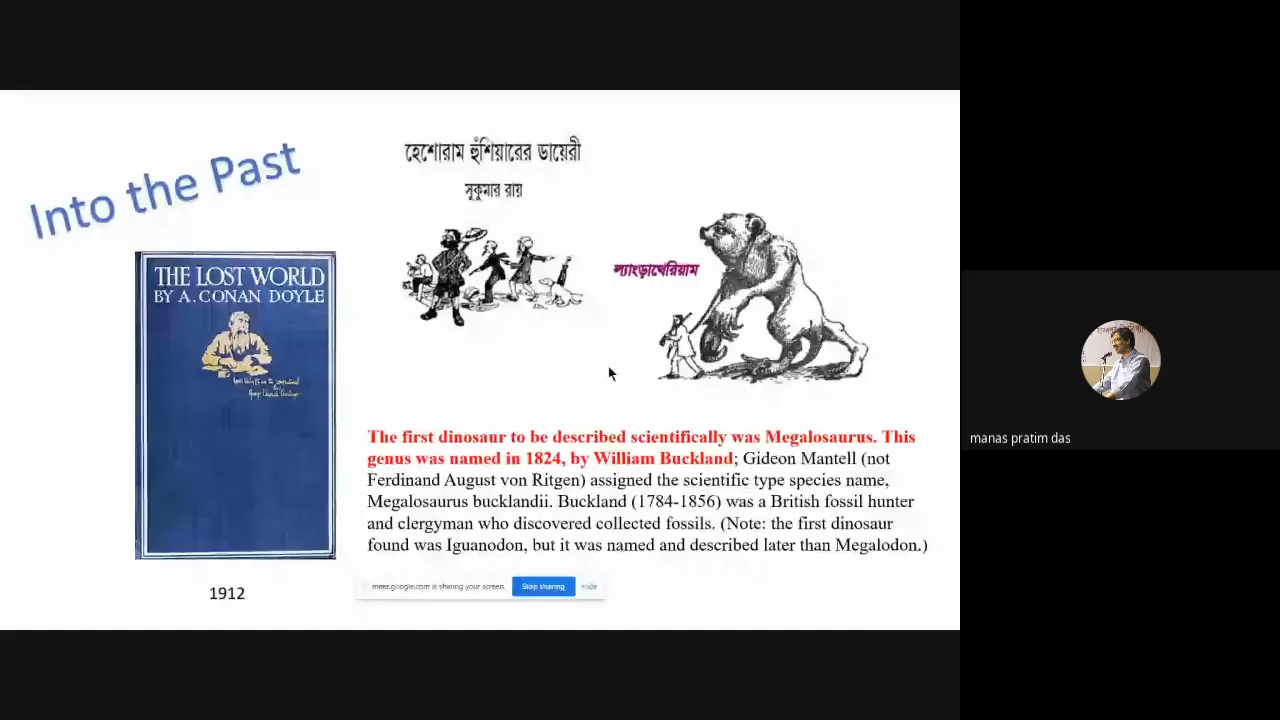 Into the Past
হেশোরাম হুঁশিয়ারের ডায়েরী
সুকুমার রায়
ল্যাংড়াথেরিয়াম
THE LOST WORLD
BY A. CONAN DOYLE
1912
The first dinosaur to be described scientifically was Megalosaurus. This
genus was named in 1824, by William Buckland; Gideon Mantell (not
Ferdinand August von Ritgen) assigned the scientific type species name,
Megalosaurus bucklandii. Buckland (1784-1856) was a British fossil hunter
and clergyman who discovered collected fossils. (Note: the first dinosaur
found was Iguanodon, but it was named and described later than Megalodon.)
meet.google.com is sharing your screen. Stop sharing Hide
manas pratim das